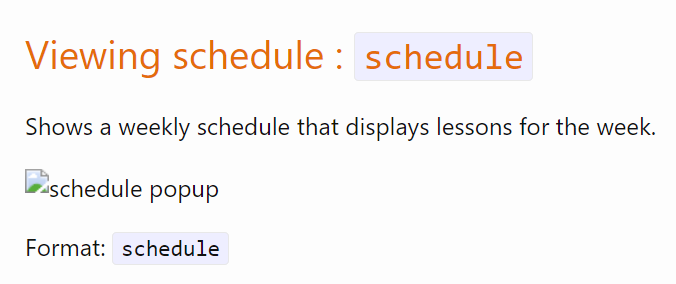 Viewing schedule : schedule
Shows a weekly schedule that displays lessons for the week.
schedule popup
Format: schedule